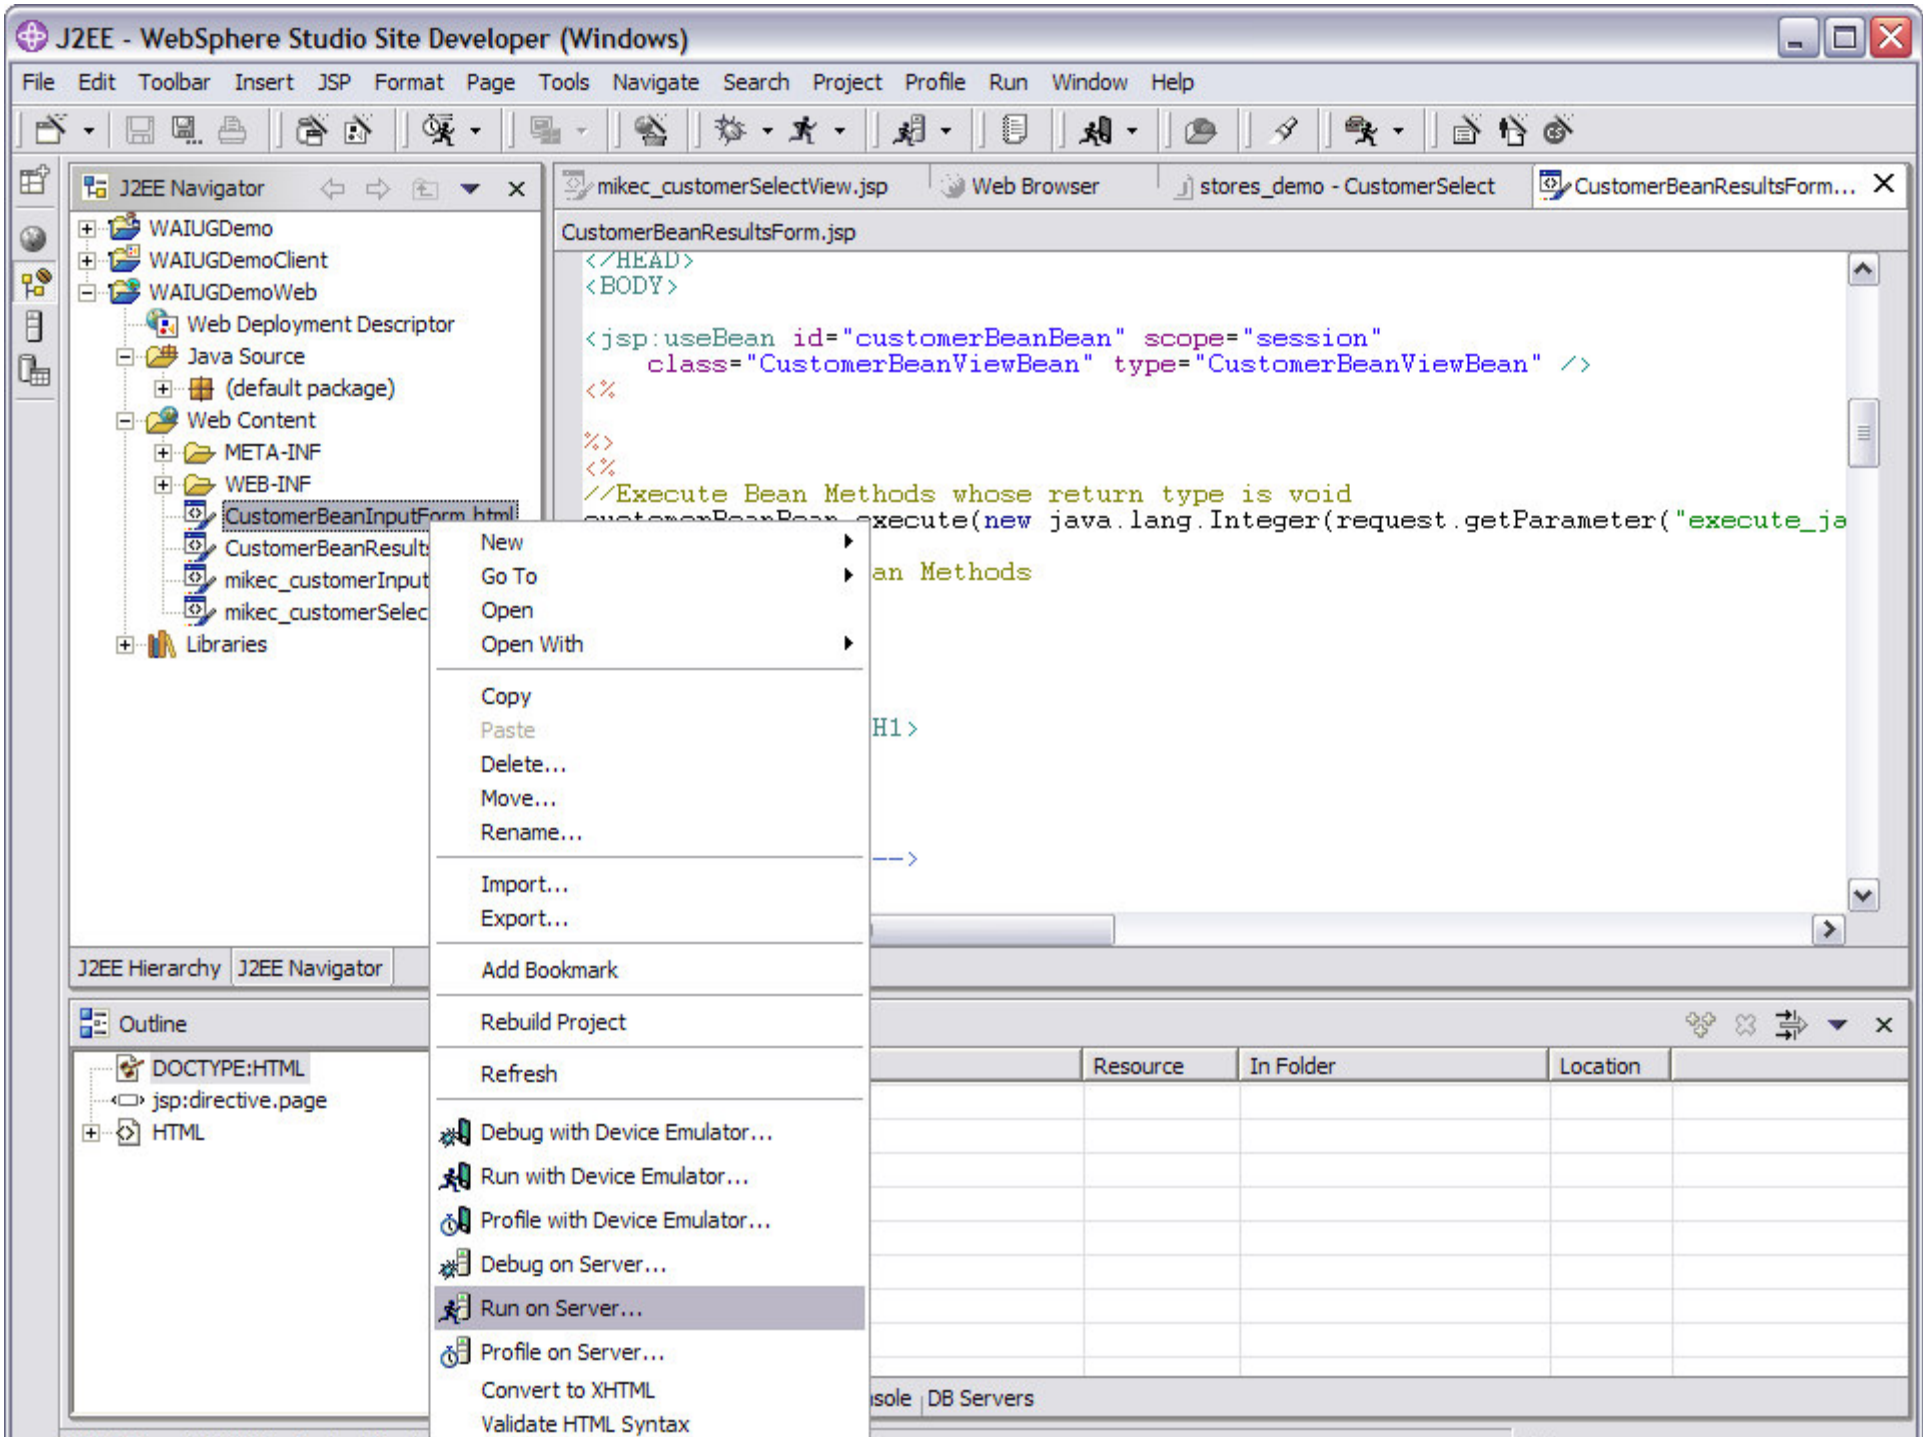 J2EE - WebSphere Studio Site Developer (Windows)
File Edit Toolbar Insert JSP Format Page Tools Navigate Search Project Profile Run Window Help
J2EE Navigator
WAIUGDemo
WAIUGDemoClient
WAIUGDemoWeb
Web Deployment Descriptor
Java Source
(default package)
Web Content
META-INF
WEB-INF
CustomerBeanInputForm.html
CustomerBeanResults
mikec_customerInput
mikec_customerSelec
Libraries
J2EE Hierarchy J2EE Navigator
mikec_customerSelectView.jsp Web Browser stores_demo - CustomerSelect CustomerBeanResultsForm...
CustomerBeanResultsForm.jsp
</HEAD>
<BODY>
<jsp:useBean id="customerBeanBean" scope="session"
class="CustomerBeanViewBean" type="CustomerBeanViewBean" />
<%
%>
<%
//Execute Bean Methods whose return type is void
customerBeanBean.execute(new java.lang.Integer(request.getParameter("execute_ja
an Methods
H1>
-->
New
Go To
Open
Open With
Copy
Paste
Delete...
Move...
Rename...
Import...
Export...
Add Bookmark
Rebuild Project
Refresh
Debug with Device Emulator...
Run with Device Emulator...
Profile with Device Emulator...
Debug on Server...
Run on Server...
Profile on Server...
Convert to XHTML
Validate HTML Syntax
Outline
DOCTYPE:HTML
jsp:directive.page
HTML
Resource In Folder Location
nsole DB Servers